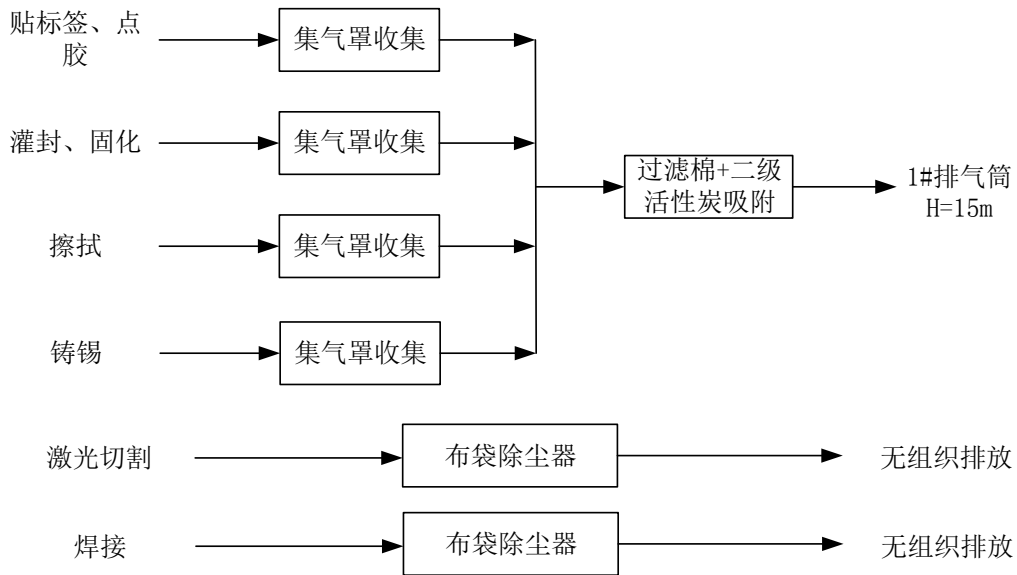 贴标签、点
胶
集气罩收集
灌封、固化
集气罩收集
过滤棉+二级
活性炭吸附
1#排气筒
H=15m
擦拭
集气罩收集
铸锡
集气罩收集
激光切割
布袋除尘器
无组织排放
焊接
布袋除尘器
无组织排放